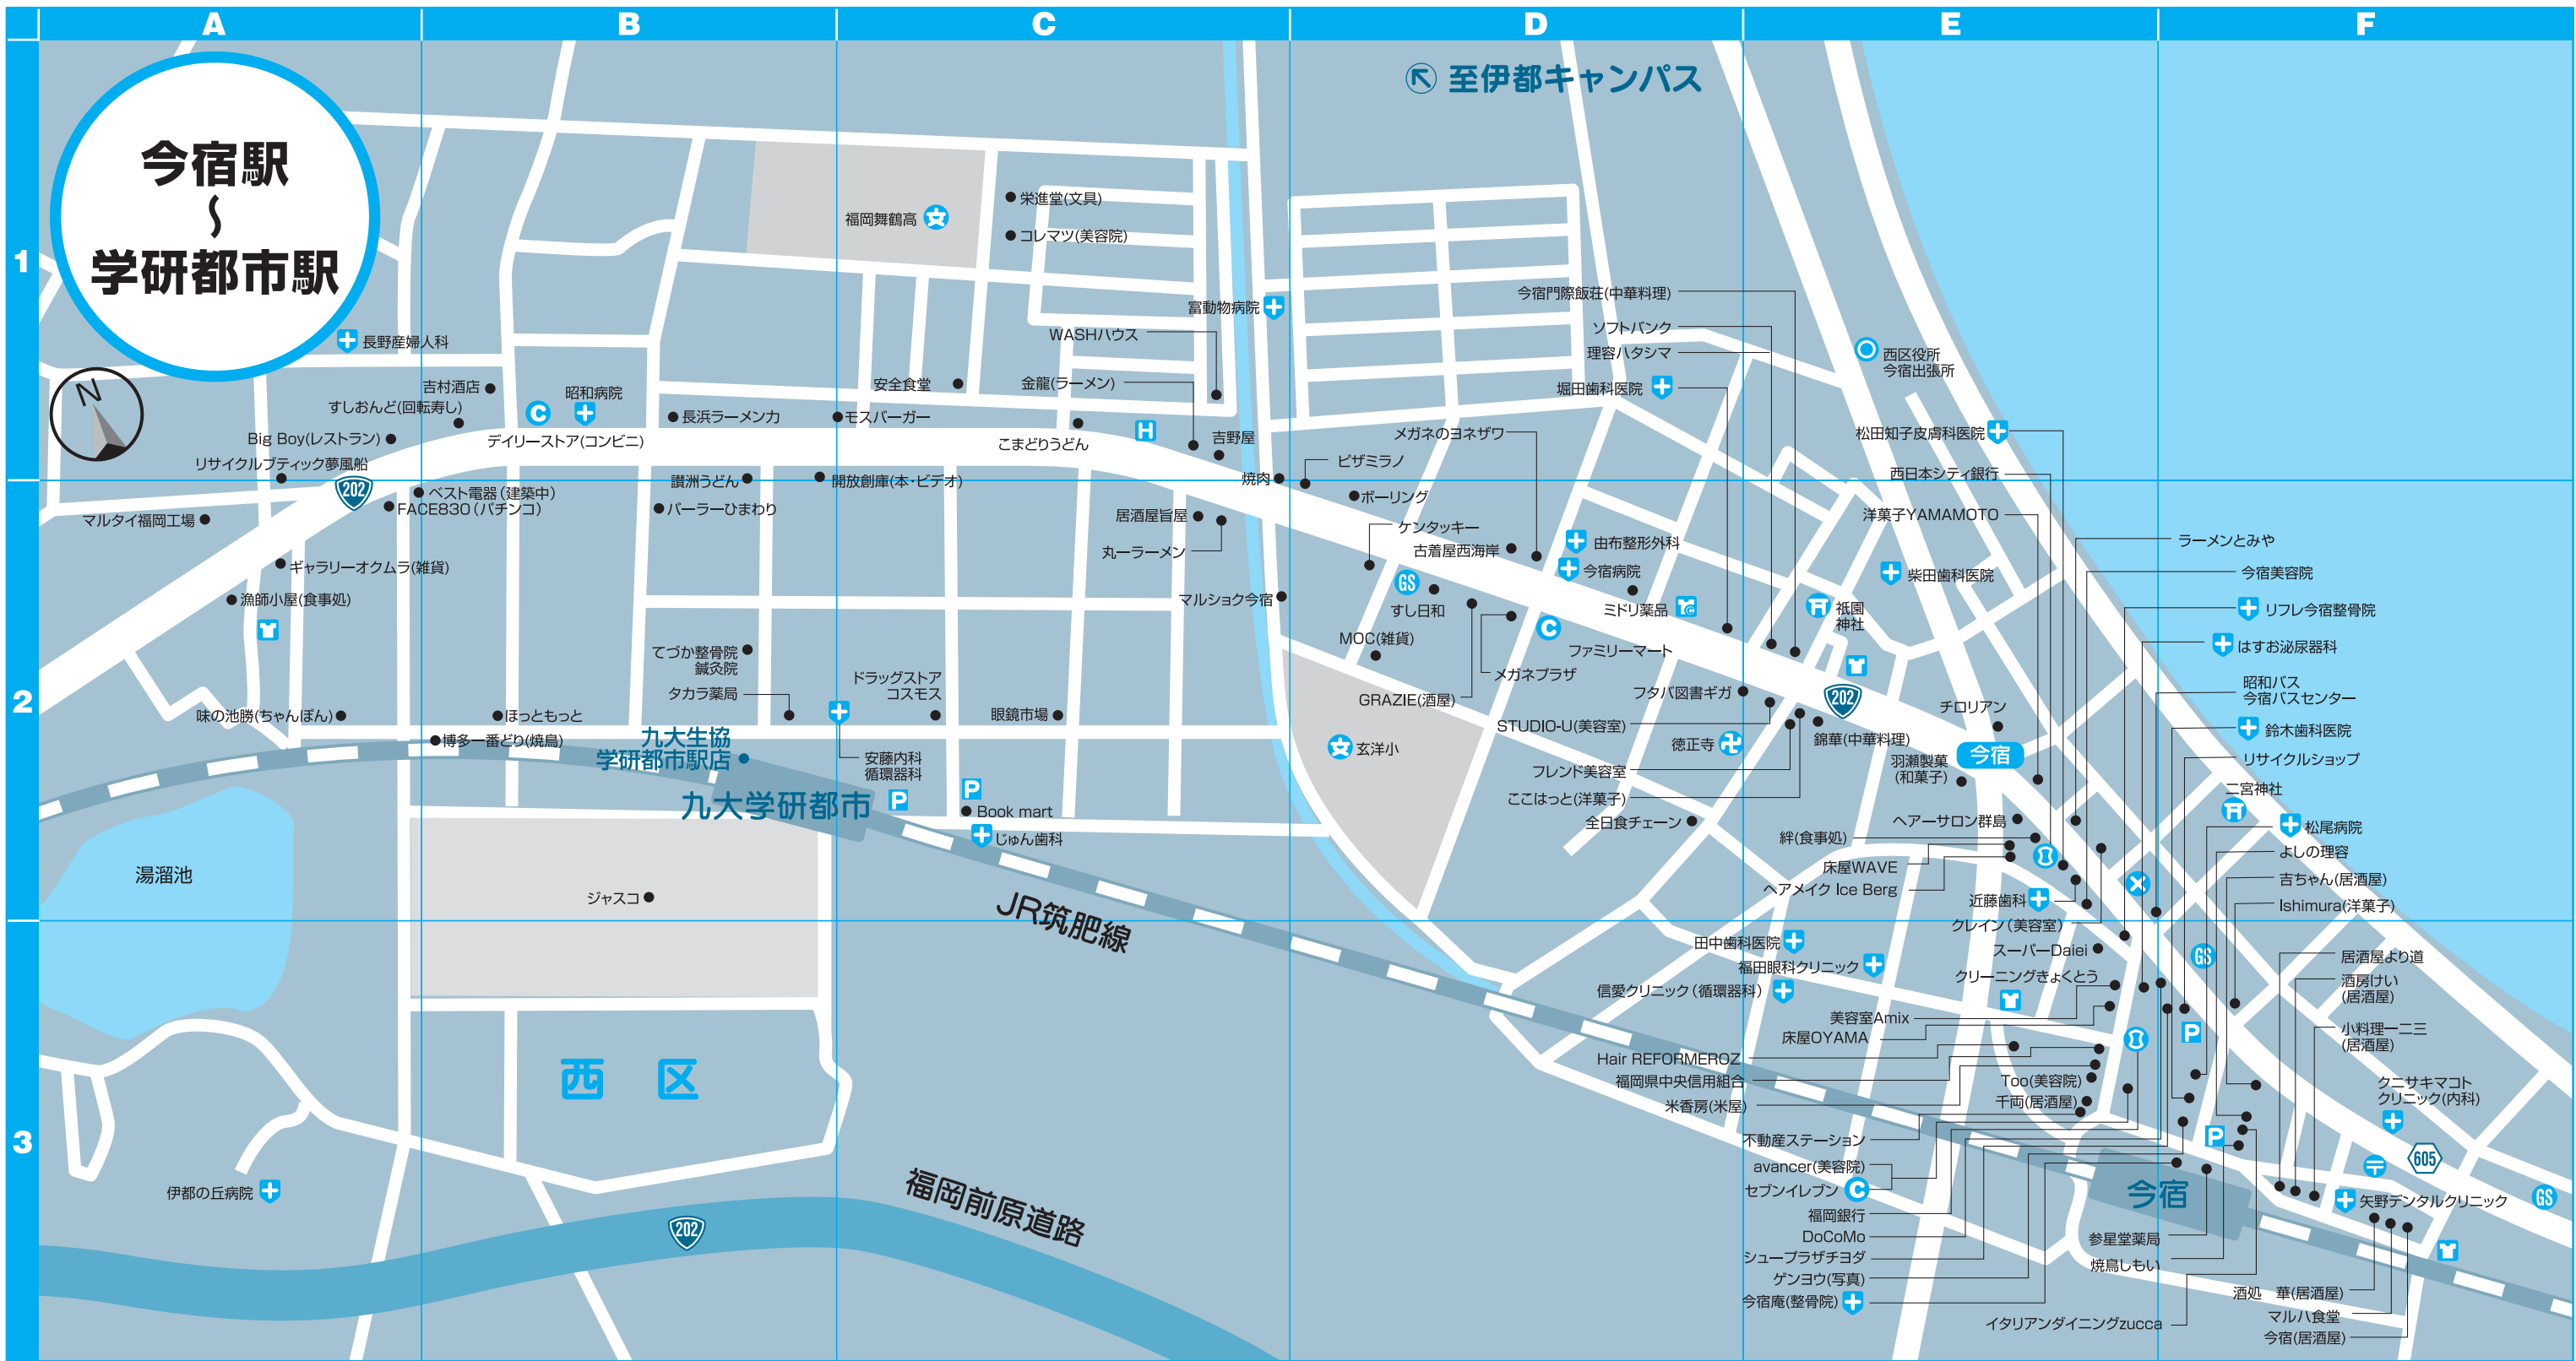 A
B
C
D
E
F
1
2
3
今宿駅
〜
学研都市駅
N
至伊都キャンパス
福岡舞鶴高
栄進堂(文具)
コレマツ(美容院)
富動物病院
WASHハウス
長野産婦人科
吉村酒店
すしおんど(回転寿し)
Big Boy(レストラン)
リサイクルブティック夢風船
昭和病院
C
デイリーストア(コンビニ)
長浜ラーメン力
安全食堂
モスバーガー
金龍(ラーメン)
こまどりうどん
H
吉野屋
焼肉
今宿門際飯荘(中華料理)
ソフトバンク
理容ハタシマ
堀田歯科医院
メガネのヨネザワ
ピザミラノ
西区役所
今宿出張所
松田知子皮膚科医院
西日本シティ銀行
洋菓子YAMAMOTO
202
ベスト電器(建築中)
FACE830(パチンコ)
マルタイ福岡工場
ギャラリーオクムラ(雑貨)
漁師小屋(食事処)
讃洲うどん
開放創庫(本・ビデオ)
パーラーひまわり
居酒屋旨屋
丸一ラーメン
マルショク今宿
てづか整骨院
鍼灸院
タカラ薬局
ドラッグストア
コスモス
眼鏡市場
味の池勝(ちゃんぽん)
ほっともっと
博多一番どり(焼鳥)
九大生協
学研都市駅店
九大学研都市
安藤内科
循環器科
P
P
Book mart
じゅん歯科
湯溜池
ジャスコ
JR筑肥線
ボーリング
ケンタッキー
古着屋西海岸
由布整形外科
今宿病院
GS
すし日和
ミドリ薬品
C
MOC(雑貨)
C
ファミリーマート
メガネプラザ
GRAZIE(酒屋)
フタバ図書ギガ
STUDIO-U(美容室)
徳正寺
玄洋小
フレンド美容室
ここはっと(洋菓子)
全日食チェーン
柴田歯科医院
祇園
神社
202
チロリアン
錦華(中華料理)
今宿
羽瀬製菓
(和菓子)
ヘアーサロン群島
絆(食事処)
床屋WAVE
ヘアメイク Ice Berg
近藤歯科
クレイン(美容室)
ラーメンとみや
今宿美容院
リフレ今宿整骨院
はすお泌尿器科
昭和バス
今宿バスセンター
鈴木歯科医院
リサイクルショップ
二宮神社
松尾病院
よしの理容
吉ちゃん(居酒屋)
Ishimura(洋菓子)
西区
伊都の丘病院
202
福岡前原道路
田中歯科医院
福田眼科クリニック
信愛クリニック(循環器科)
スーパーDaiei
クリーニングきょくとう
美容室Amix
床屋OYAMA
Hair REFORMEROZ
福岡県中央信用組合
米香房(米屋)
Too(美容院)
千両(居酒屋)
不動産ステーション
avancer(美容院)
セブンイレブン
C
福岡銀行
DoCoMo
シュープラザチヨダ
ゲンヨウ(写真)
今宿庵(整骨院)
GS
P
P
居酒屋より道
酒房けい
(居酒屋)
小料理一二三
(居酒屋)
クニサキマコト
クリニック(内科)
605
GS
矢野デンタルクリニック
今宿
参星堂薬局
焼鳥しもい
イタリアンダイニングzucca
酒処 華(居酒屋)
マルハ食堂
今宿(居酒屋)